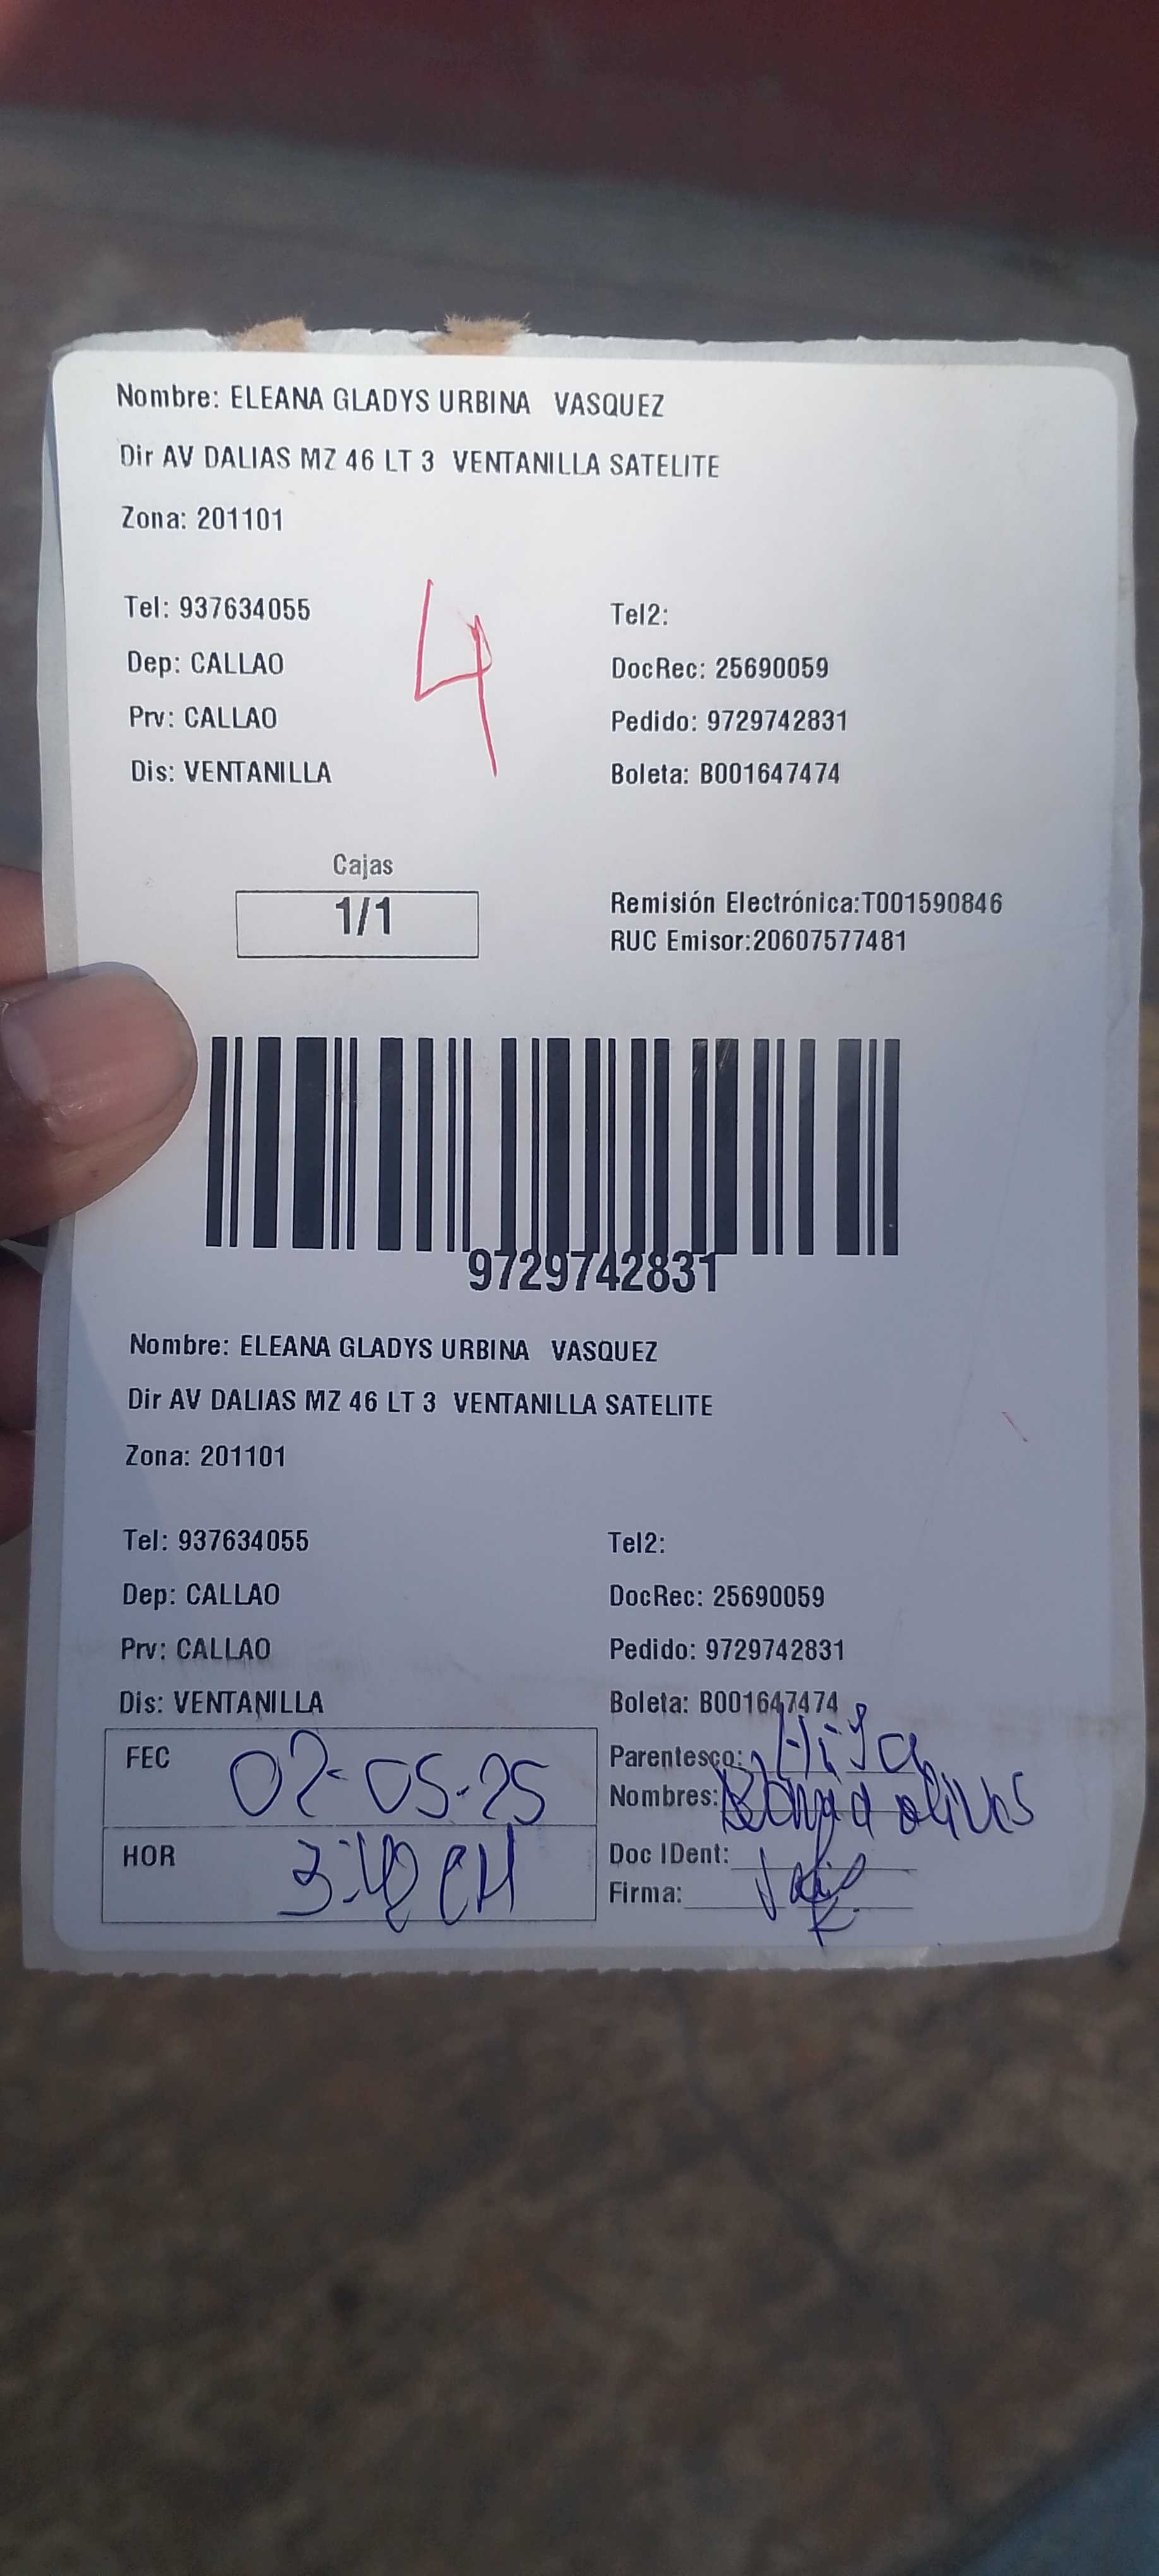 Nombre: ELEANA GLADYS URBINA VASQUEZ
Dir AV DALIAS MZ 46 LT 3 VENTANILLA SATELITE
Zona: 201101
4
Tel: 937634055 Tel2:
Dep: CALLAO DocRec: 25690059
Prv: CALLAO Pedido: 9729742831
Dis: VENTANILLA Boleta: B001647474
Cajas
1/1
Remisión Electrónica:T001590846
RUC Emisor:20607577481
9729742831
Nombre: ELEANA GLADYS URBINA VASQUEZ
Dir AV DALIAS MZ 46 LT 3 VENTANILLA SATELITE
Zona: 201101
Tel: 937634055 Tel2:
Dep: CALLAO DocRec: 25690059
Prv: CALLAO Pedido: 9729742831
Dis: VENTANILLA Boleta: B001647474
FEC 02-05-25 Parentesco: Hija
Nombres: olivos
HOR Doc IDent:
Firma: